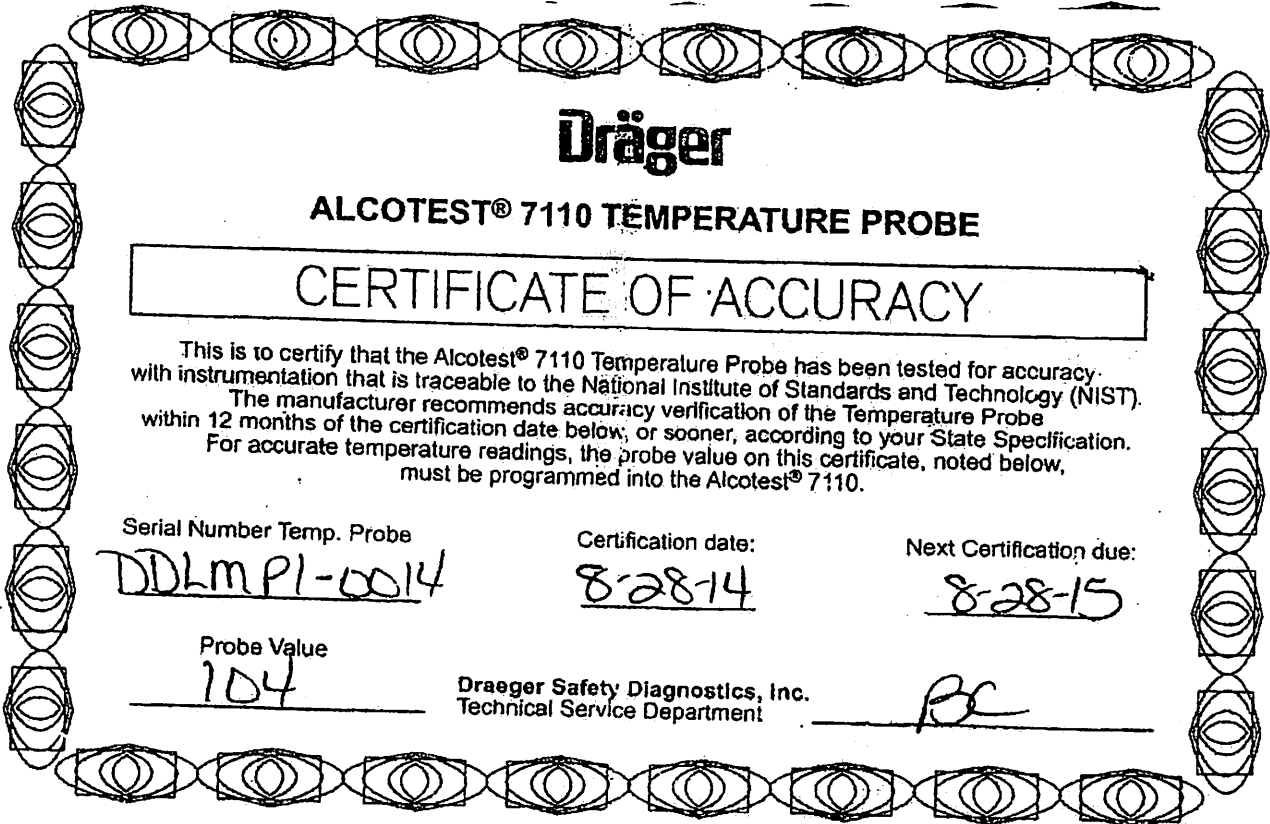 Dräger
ALCOTEST® 7110 TEMPERATURE PROBE
CERTIFICATE OF ACCURACY
This is to certify that the Alcotest® 7110 Temperature Probe has been tested for accuracy
with instrumentation that is traceable to the National Institute of Standards and Technology (NIST).
The manufacturer recommends accuracy verification of the Temperature Probe
within 12 months of the certification date below, or sooner, according to your State Specification.
For accurate temperature readings, the probe value on this certificate, noted below,
must be programmed into the Alcotest® 7110.
Serial Number Temp. Probe Certification date: Next Certification due:
DDLMP1-0014 8-28-14 8-28-15
Probe Value
104
Draeger Safety Diagnostics, Inc.
Technical Service Department BC